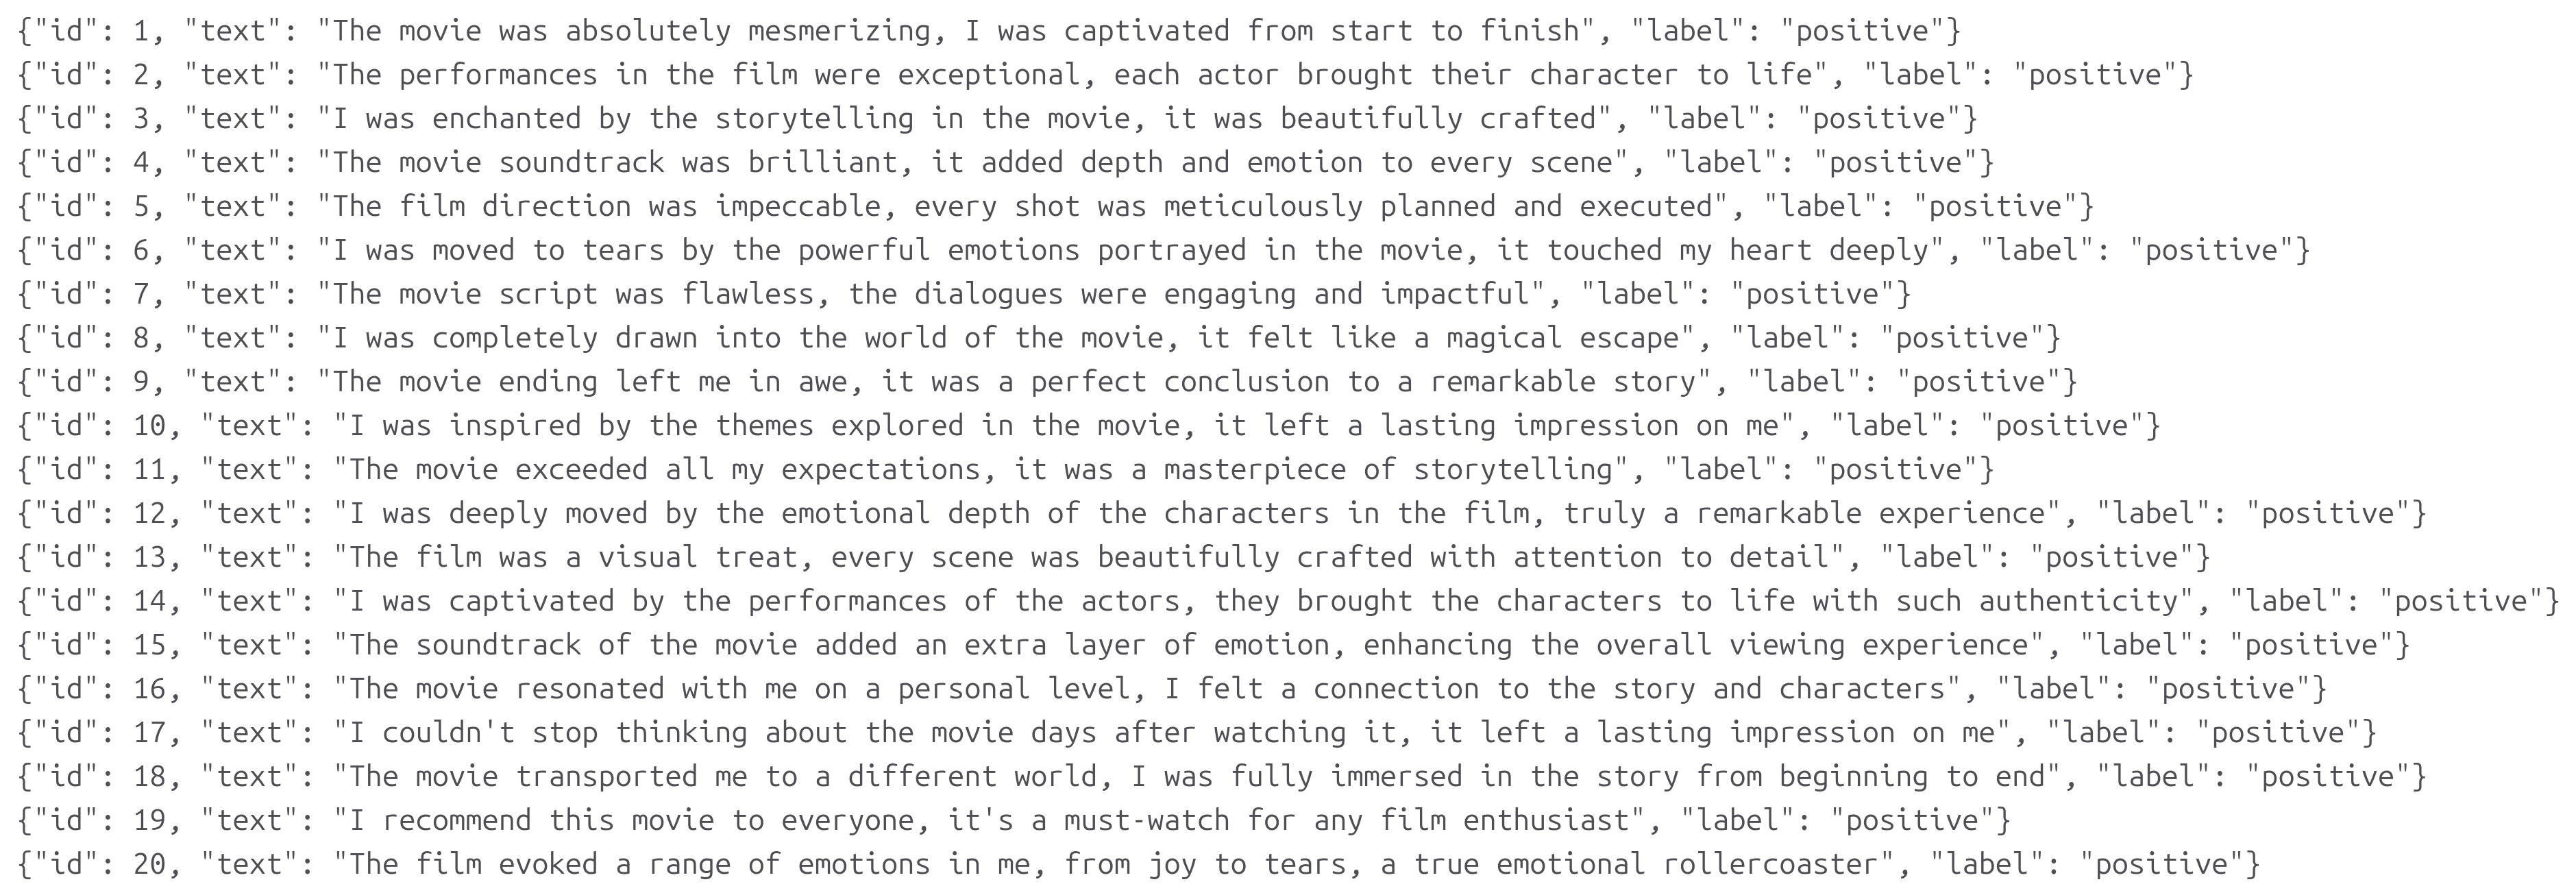 {"id": 1, "text": "The movie was absolutely mesmerizing, I was captivated from start to finish", "label": "positive"}
{"id": 2, "text": "The performances in the film were exceptional, each actor brought their character to life", "label": "positive"}
{"id": 3, "text": "I was enchanted by the storytelling in the movie, it was beautifully crafted", "label": "positive"}
{"id": 4, "text": "The movie soundtrack was brilliant, it added depth and emotion to every scene", "label": "positive"}
{"id": 5, "text": "The film direction was impeccable, every shot was meticulously planned and executed", "label": "positive"}
{"id": 6, "text": "I was moved to tears by the powerful emotions portrayed in the movie, it touched my heart deeply", "label": "positive"}
{"id": 7, "text": "The movie script was flawless, the dialogues were engaging and impactful", "label": "positive"}
{"id": 8, "text": "I was completely drawn into the world of the movie, it felt like a magical escape", "label": "positive"}
{"id": 9, "text": "The movie ending left me in awe, it was a perfect conclusion to a remarkable story", "label": "positive"}
{"id": 10, "text": "I was inspired by the themes explored in the movie, it left a lasting impression on me", "label": "positive"}
{"id": 11, "text": "The movie exceeded all my expectations, it was a masterpiece of storytelling", "label": "positive"}
{"id": 12, "text": "I was deeply moved by the emotional depth of the characters in the film, truly a remarkable experience", "label": "positive"}
{"id": 13, "text": "The film was a visual treat, every scene was beautifully crafted with attention to detail", "label": "positive"}
{"id": 14, "text": "I was captivated by the performances of the actors, they brought the characters to life with such authenticity", "label": "positive"}
{"id": 15, "text": "The soundtrack of the movie added an extra layer of emotion, enhancing the overall viewing experience", "label": "positive"}
{"id": 16, "text": "The movie resonated with me on a personal level, I felt a connection to the story and characters", "label": "positive"}
{"id": 17, "text": "I couldn't stop thinking about the movie days after watching it, it left a lasting impression on me", "label": "positive"}
{"id": 18, "text": "The movie transported me to a different world, I was fully immersed in the story from beginning to end", "label": "positive"}
{"id": 19, "text": "I recommend this movie to everyone, it's a must-watch for any film enthusiast", "label": "positive"}
{"id": 20, "text": "The film evoked a range of emotions in me, from joy to tears, a true emotional rollercoaster", "label": "positive"}